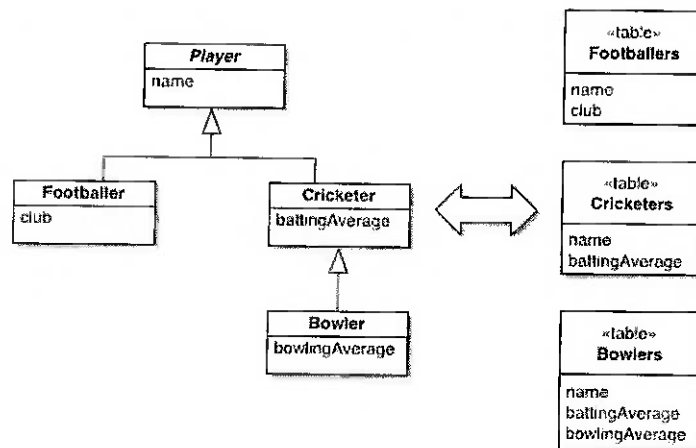 Player
name
Footballer
club
Cricketer
battingAverage
Bowler
bowlingAverage
«table»
Footballers
name
club
«table»
Cricketers
name
battingAverage
«table»
Bowlers
name
battingAverage
bowlingAverage